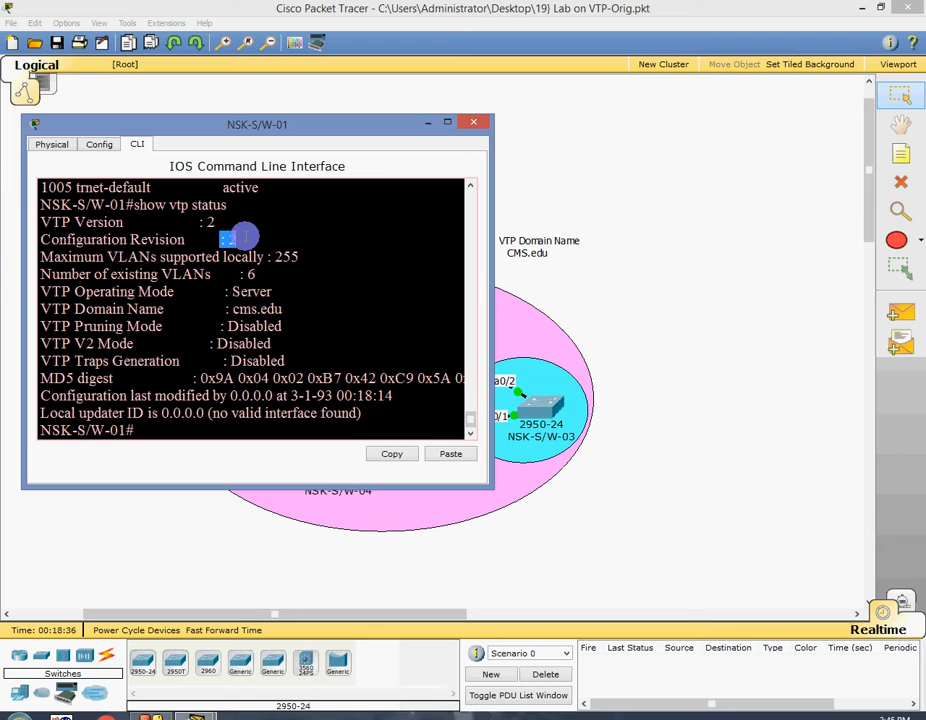 Cisco Packet Tracer - C:\Users\Administrator\Desktop\19} Lab on VTP-Orig.pkt
File Edit Options View Tools Extensions Help
Logical [Root] New Cluster Move Object Set Tiled Background Viewport
NSK-S/W-01
Physical Config CLI
IOS Command Line Interface
1005 trnet-default active
NSK-S/W-01#show vtp status
VTP Version : 2
Configuration Revision :
Maximum VLANs supported locally : 255
Number of existing VLANs : 6
VTP Operating Mode : Server
VTP Domain Name : cms.edu
VTP Pruning Mode : Disabled
VTP V2 Mode : Disabled
VTP Traps Generation : Disabled
MD5 digest : 0x9A 0x04 0x02 0xB7 0x42 0xC9 0x5A
Configuration last modified by 0.0.0.0 at 3-1-93 00:18:14
Local updater ID is 0.0.0.0 (no valid interface found)
NSK-S/W-01#
Copy Paste
VTP Domain Name
CMS.edu
a0/2
0/1
2950-24
NSK-S/W-03
NSK-S/W-04
Time: 00:18:36 Power Cycle Devices Fast Forward Time Realtime
Switches
2950-24 2950T 2960 Generic Generic 3560 24PS Generic
2950-24
Scenario 0
New Delete
Toggle PDU List Window
Fire Last Status Source Destination Type Color Time (sec) Periodic